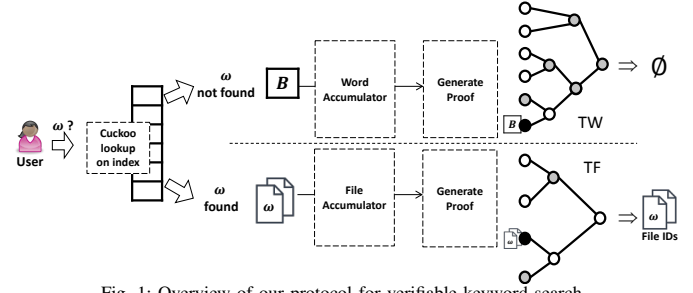 ω ?
User
Cuckoo
lookup
on index
ω
not found
B
Word
Accumulator
Generate
Proof
B
TW
∅
ω
found
ω
File
Accumulator
Generate
Proof
ω
TF
ω
File IDs
Fig. 1: Overview of our protocol for verifiable keyword search